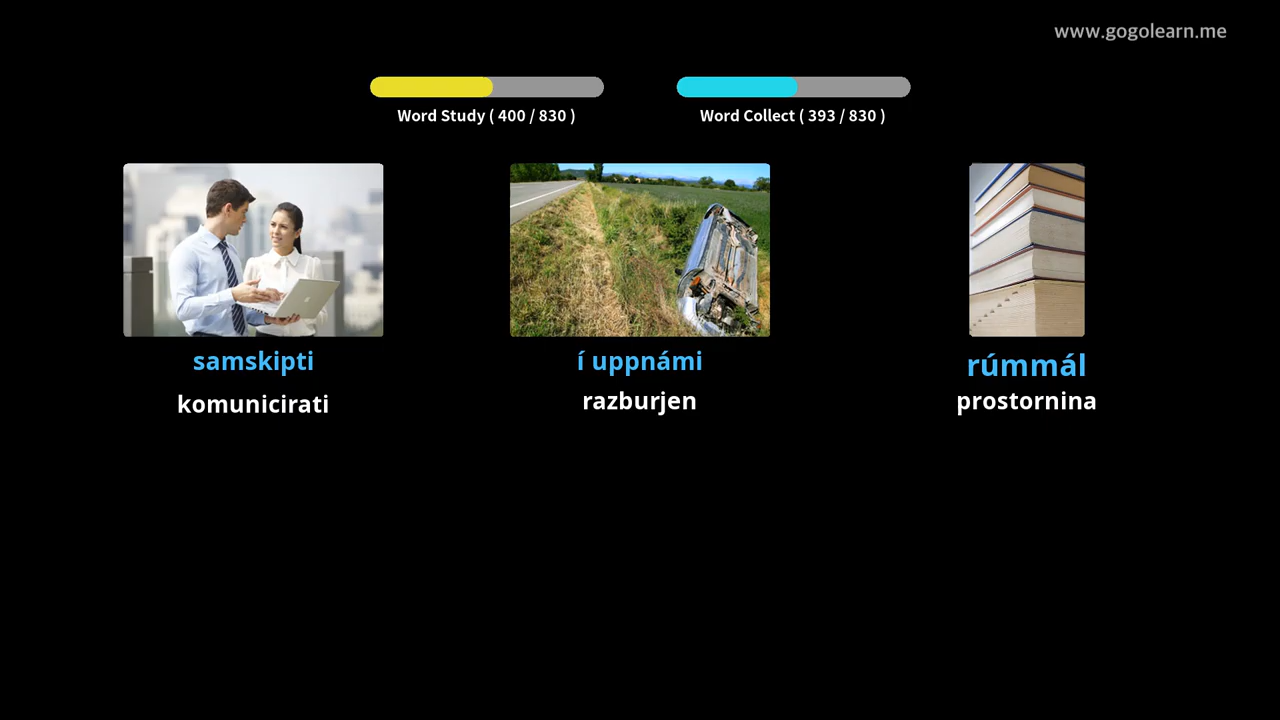 www.gogolearn.me
Word Study ( 400 / 830 )
Word Collect ( 393 / 830 )
samskipti
komunicirati
í uppnámi
razburjen
rúmmál
prostornina